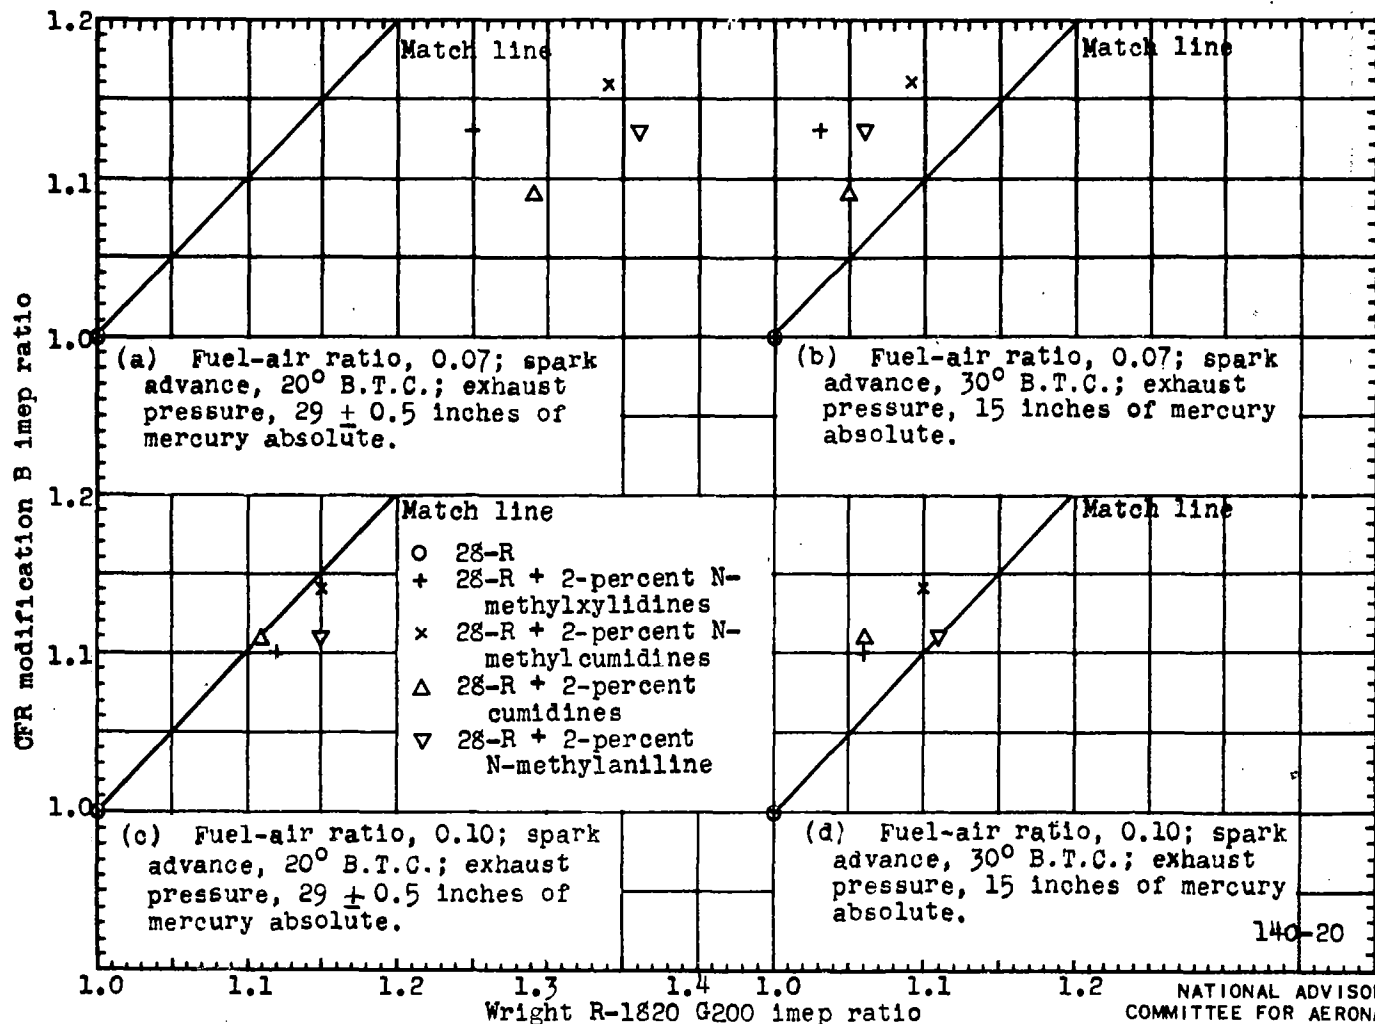 1.2
Match line
Match line
1.1
1.0
(a) Fuel-air ratio, 0.07; spark
advance, 20° B.T.C.; exhaust
pressure, 29 ± 0.5 inches of
mercury absolute.
(b) Fuel-air ratio, 0.07; spark
advance, 30° B.T.C.; exhaust
pressure, 15 inches of mercury
absolute.
CFR modification B imep ratio
1.2
Match line
Match line
O 28-R
+ 28-R + 2-percent N-
methylxylidines
× 28-R + 2-percent N-
methylcumidines
△ 28-R + 2-percent
cumidines
▽ 28-R + 2-percent
N-methylaniline
1.1
1.0
(c) Fuel-air ratio, 0.10; spark
advance, 20° B.T.C.; exhaust
pressure, 29 ± 0.5 inches of
mercury absolute.
(d) Fuel-air ratio, 0.10; spark
advance, 30° B.T.C.; exhaust
pressure, 15 inches of mercury
absolute.
140-20
1.0 1.1 1.2 1.3 1.4 1.0 1.1 1.2
Wright R-1820 G200 imep ratio
NATIONAL ADVISO
COMMITTEE FOR AERONA